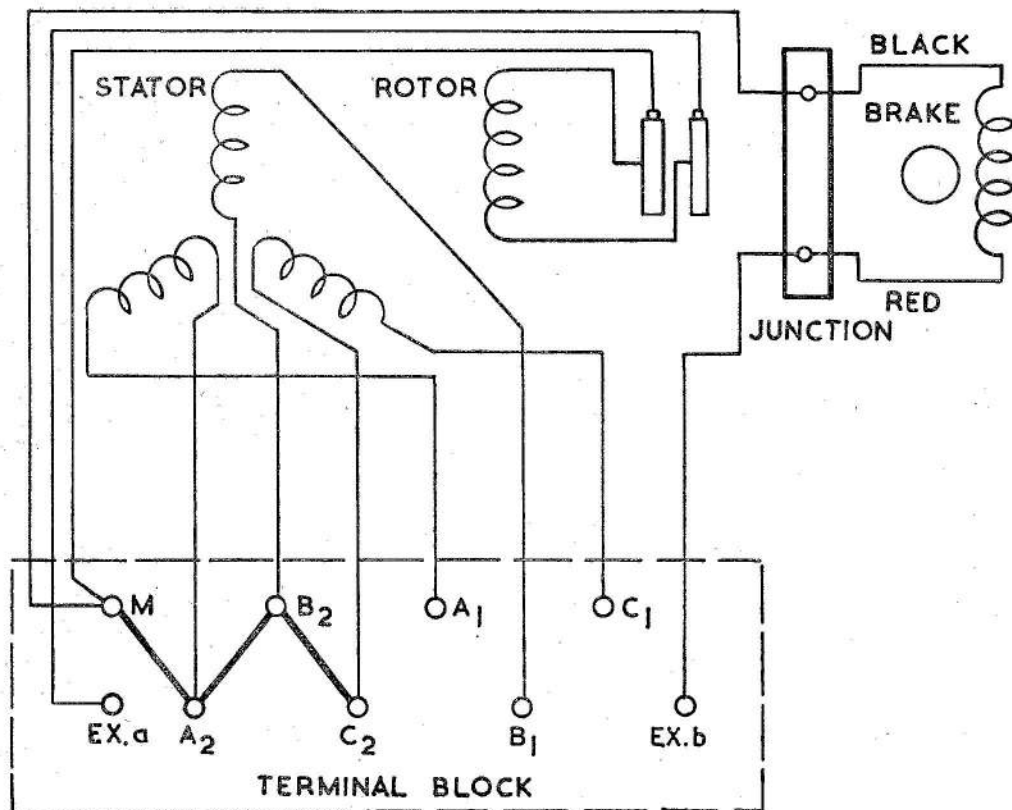 BLACK
STATOR
ROTOR
BRAKE
RED
JUNCTION
M
B2
A1
C1
EX.a
A2
C2
B1
EX.b
TERMINAL BLOCK